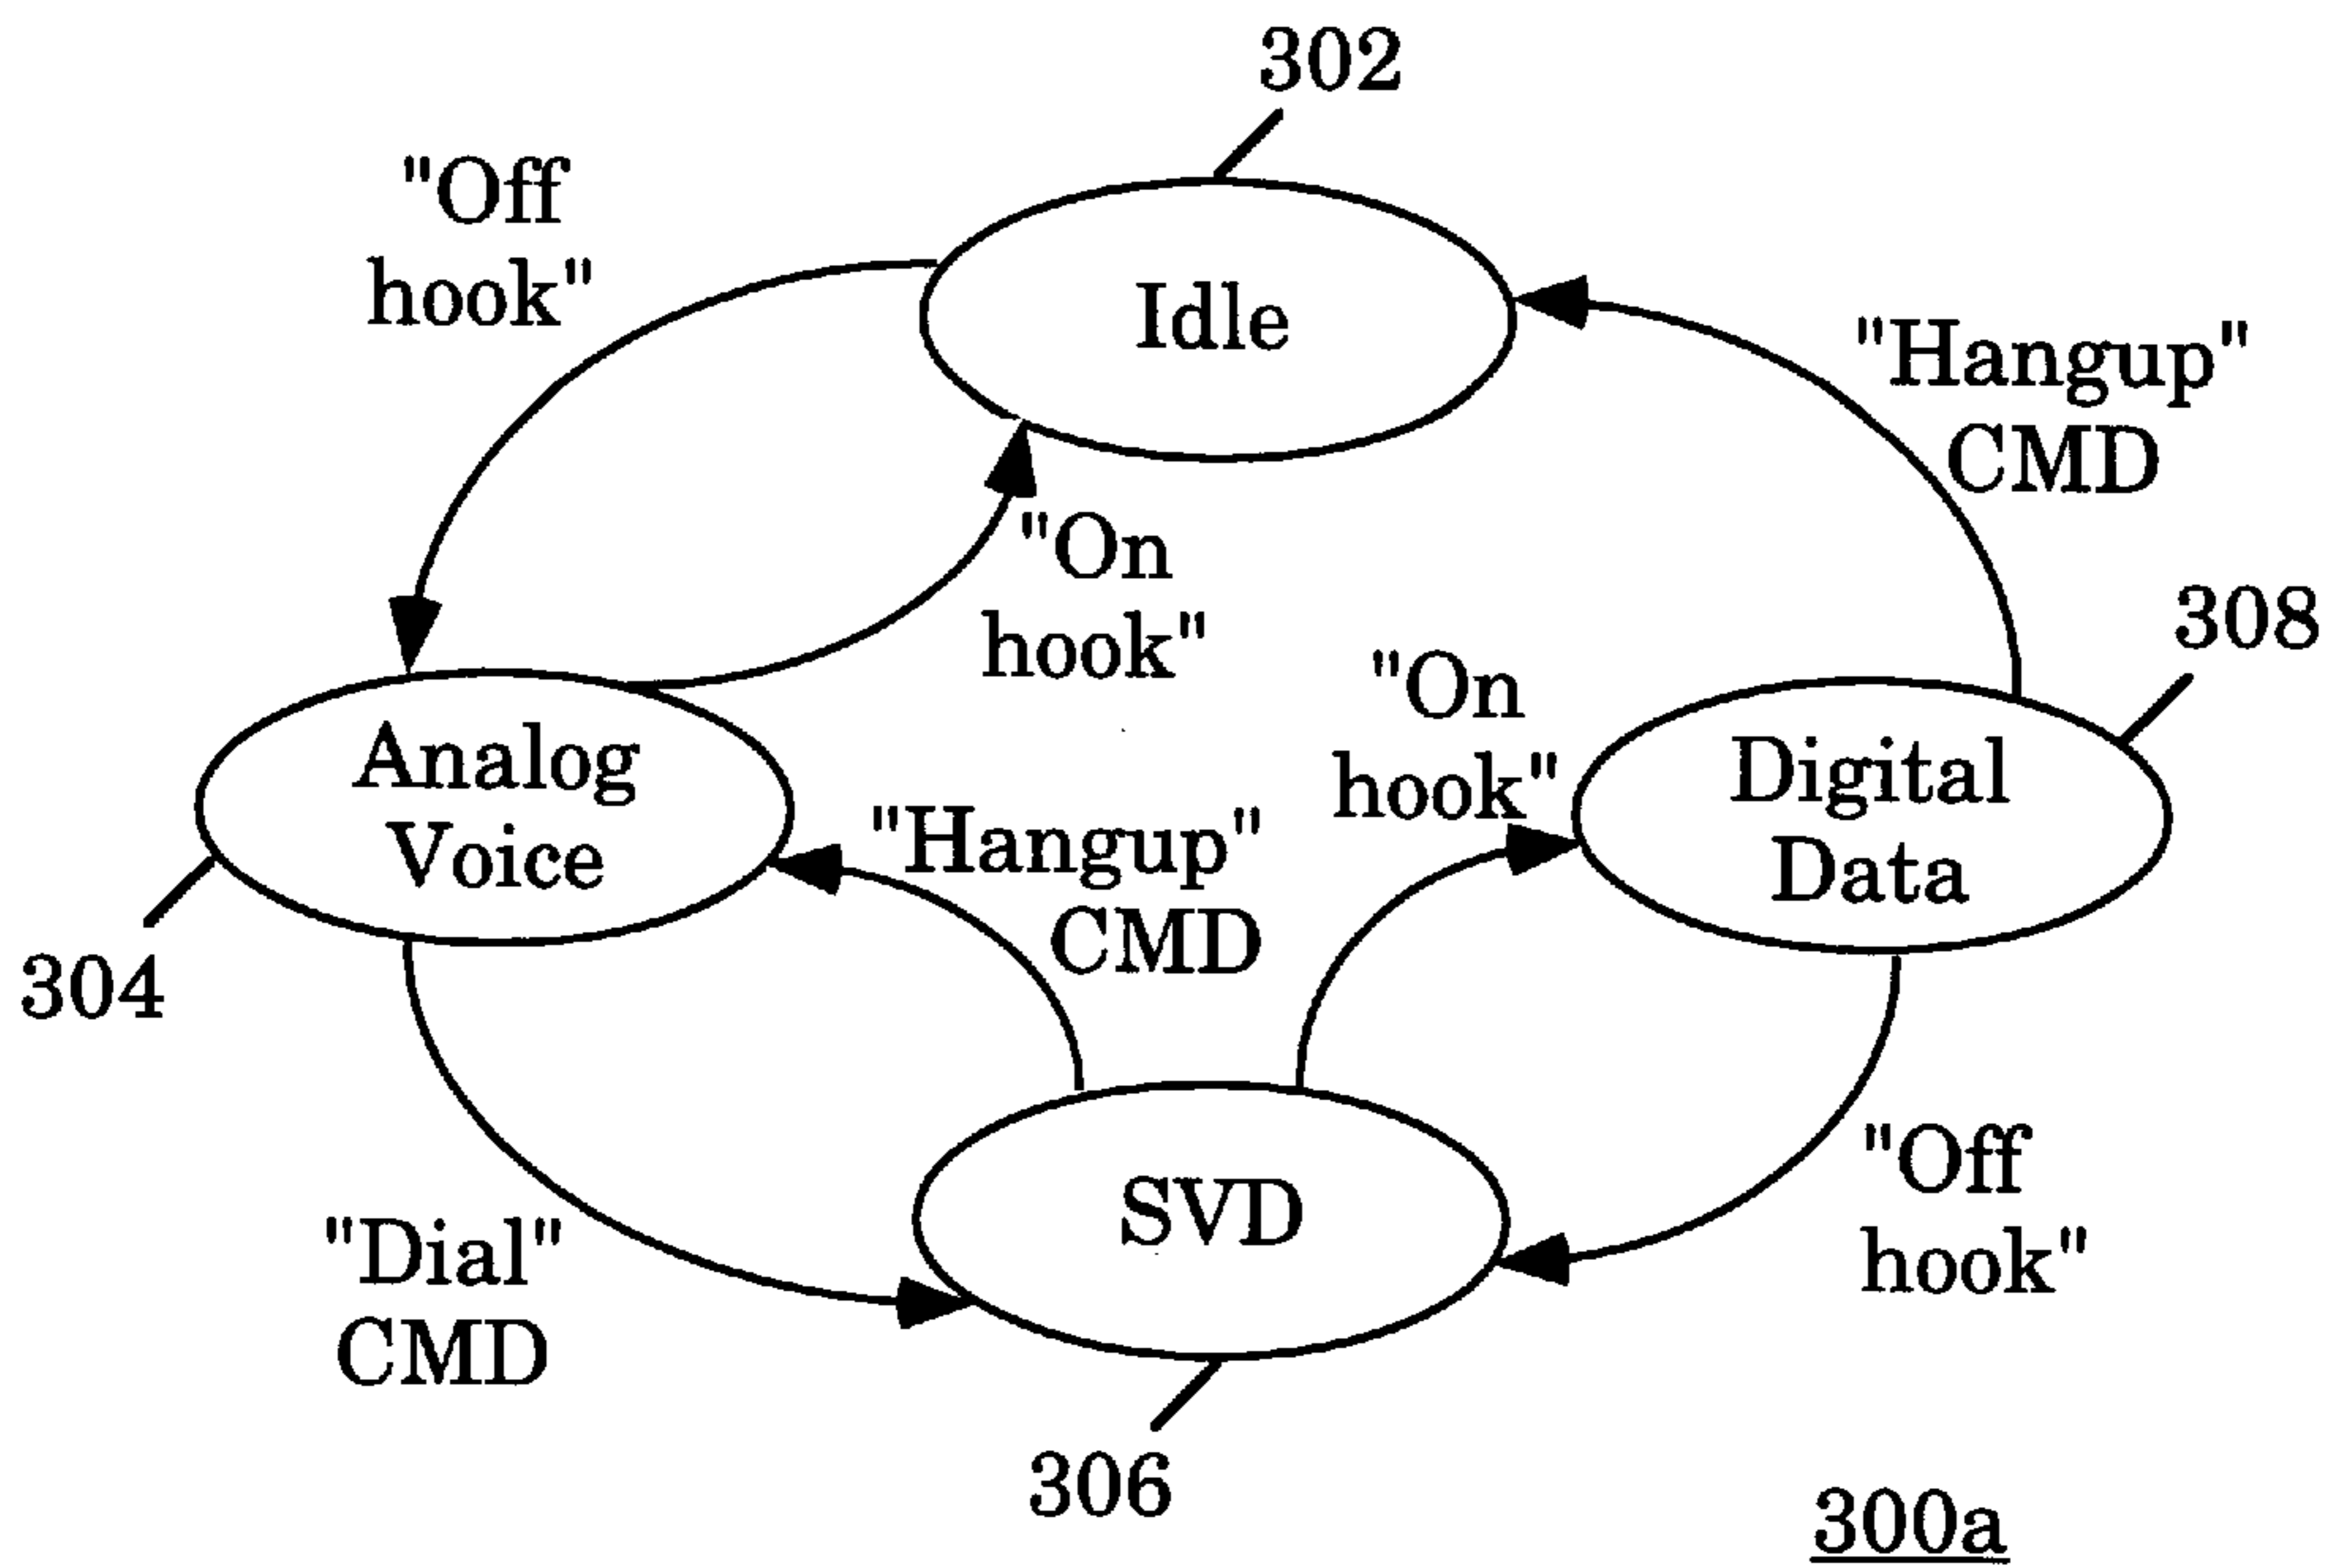 302
"Off
hook"
Idle
"Hangup"
CMD
"On
hook"
308
"On
hook"
Analog
Voice
Digital
Data
"Hangup"
CMD
304
"Off
hook"
SVD
"Dial"
CMD
306
300a